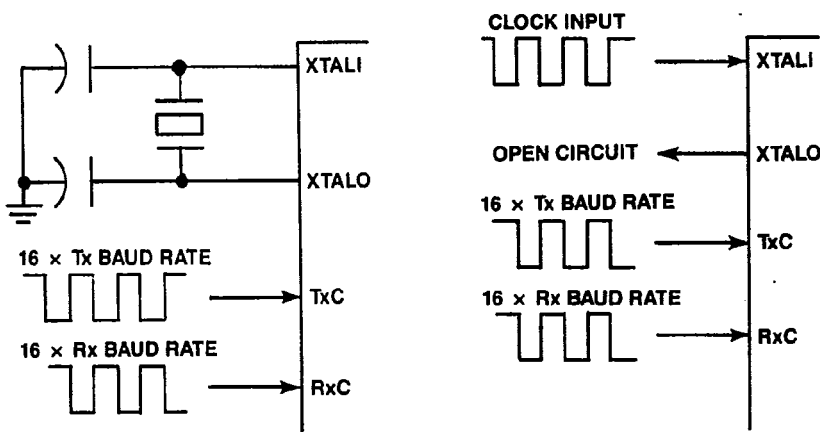 XTALI
XTALO
16 × Tx BAUD RATE
TxC
16 × Rx BAUD RATE
RxC
CLOCK INPUT
XTALI
OPEN CIRCUIT
XTALO
16 × Tx BAUD RATE
TxC
16 × Rx BAUD RATE
RxC